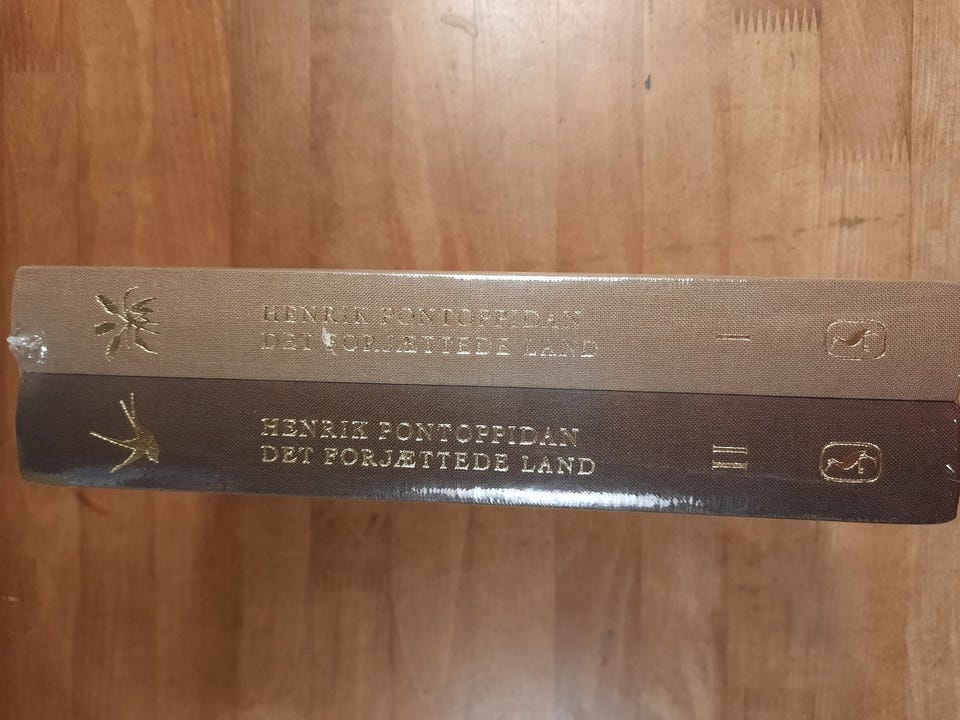 HENRIK PONTOPPIDAN
DET FORJÆTTEDE LAND
I
HENRIK PONTOPPIDAN
DET FORJÆTTEDE LAND
II